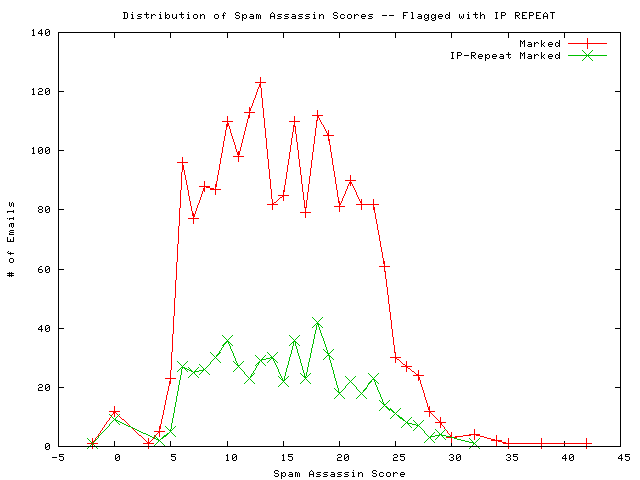 Distribution of Spam Assassin Scores -- Flagged with IP REPEAT
Marked
IP-Repeat Marked
140
120
100
80
60
40
20
0
# of Emails
-5 0 5 10 15 20 25 30 35 40 45
Spam Assassin Score